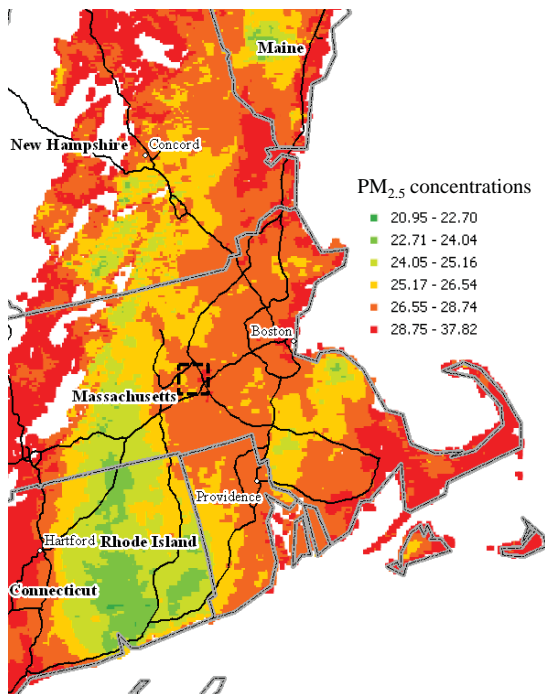 Maine
New Hampshire
Concord
PM2.5 concentrations
20.95 - 22.70
22.71 - 24.04
24.05 - 25.16
25.17 - 26.54
26.55 - 28.74
28.75 - 37.82
Boston
Massachusetts
Providence
Hartford
Rhode Island
Connecticut